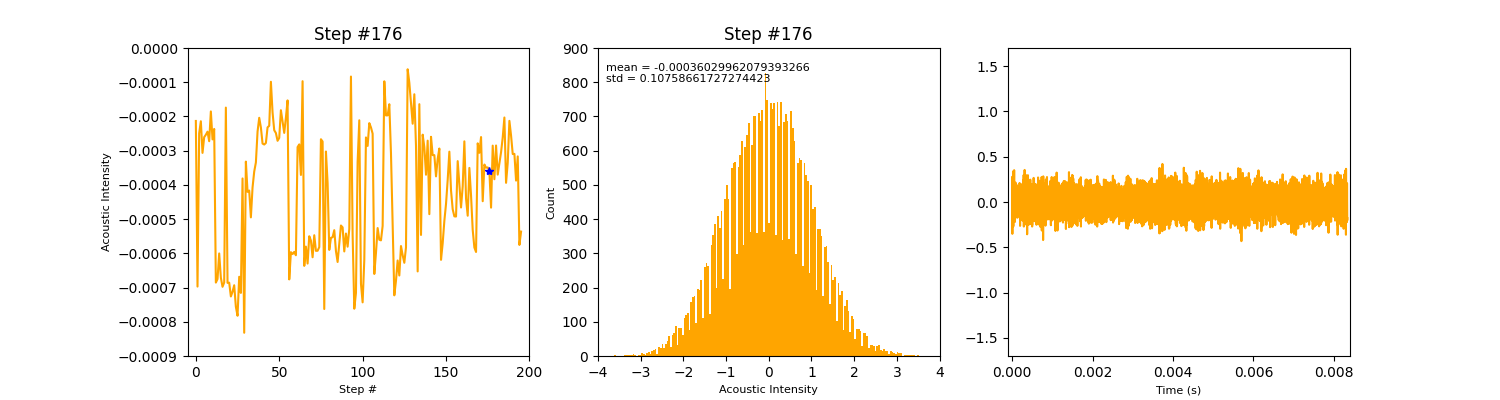 Step #176
0.0000
−0.0001
−0.0002
−0.0003
−0.0004
−0.0005
−0.0006
−0.0007
−0.0008
−0.0009
Acoustic Intensity
0 50 100 150 200
Step #
Step #176
mean = -0.00036029962079393266
std = 0.10758661727274423
900
800
700
600
500
400
300
200
100
0
Count
−4 −3 −2 −1 0 1 2 3 4
Acoustic Intensity
1.5
1.0
0.5
0.0
−0.5
−1.0
−1.5
0.000 0.002 0.004 0.006 0.008
Time (s)